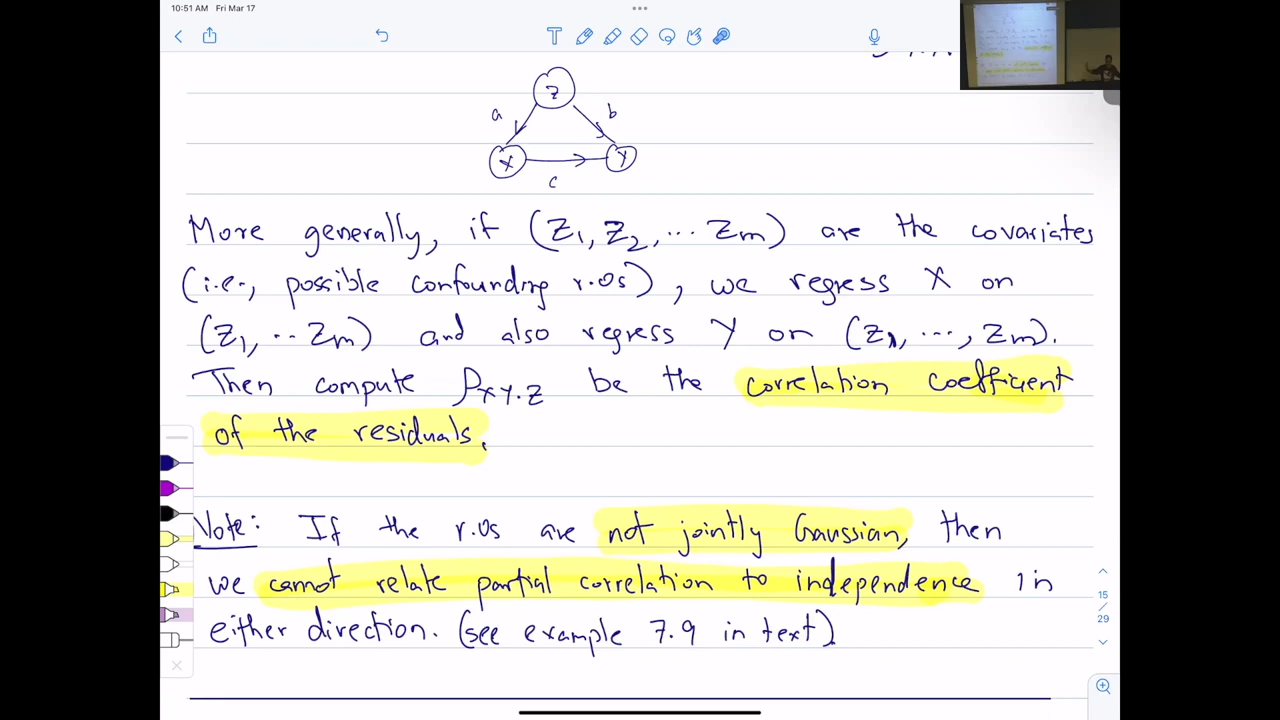 10:51 AM Fri Mar 17
Z
a
b
X
Y
c
More generally, if (Z1, Z2, ... Zm) are the covariates
(i.e., possible confounding r.vs), we regress X on
(Z1, .. Zm) and also regress Y on (Z1, ..., Zm).
Then compute ρXY.Z be the correlation coefficient
of the residuals.
Note: If the r.vs are not jointly Gaussian, then
we cannot relate partial correlation to independence in
either direction. (see example 7.9 in text).
15
/
29